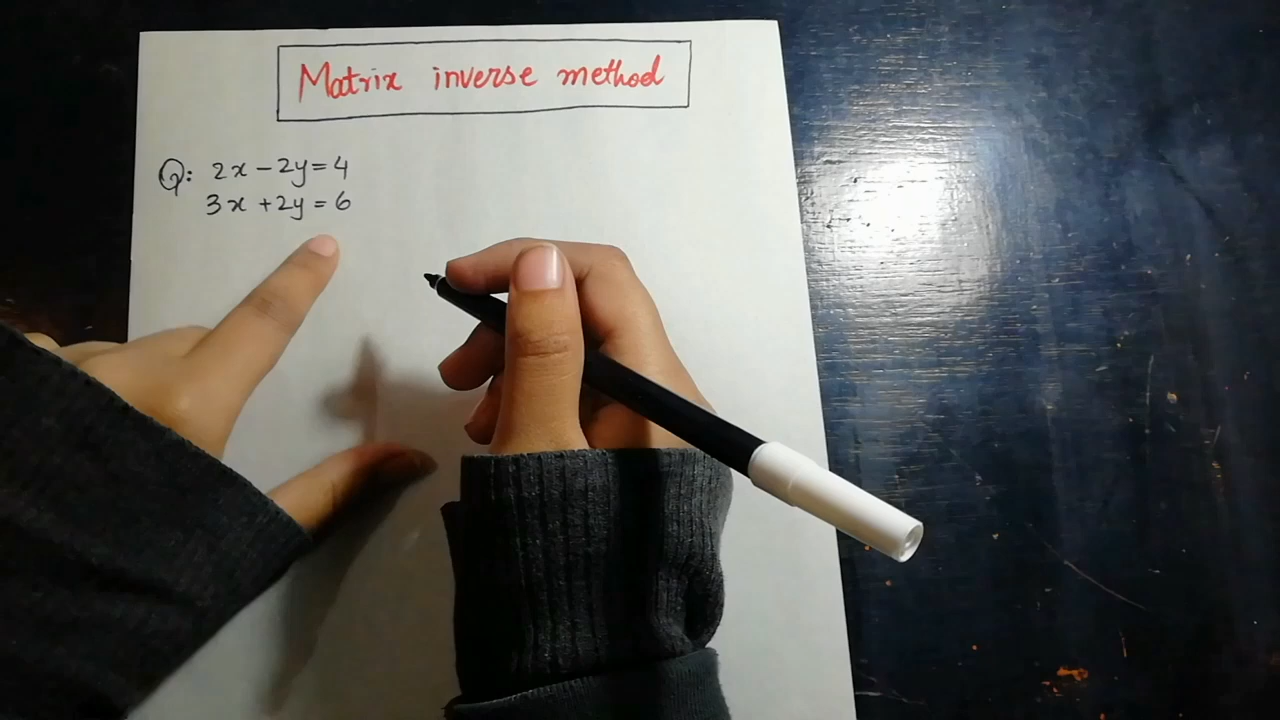 Matrix inverse method
Q: 2x - 2y = 4
3x + 2y = 6